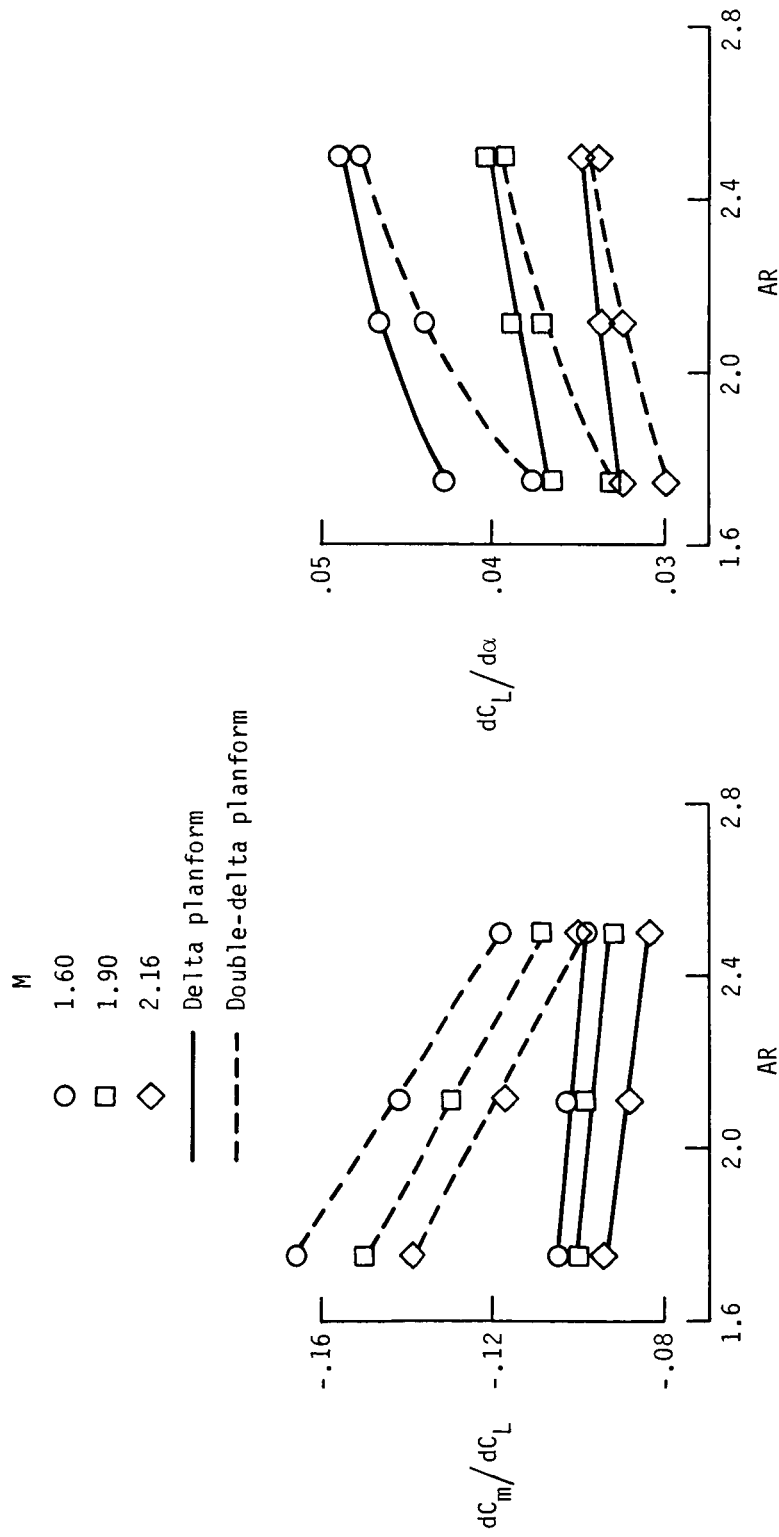 M
1.60
1.90
2.16
Delta planform
Double-delta planform
-.16
-.12
-.08
dC_m/dC_L
1.6
2.0
2.4
2.8
AR
.05
.04
.03
dC_L/dα
1.6
2.0
2.4
2.8
AR